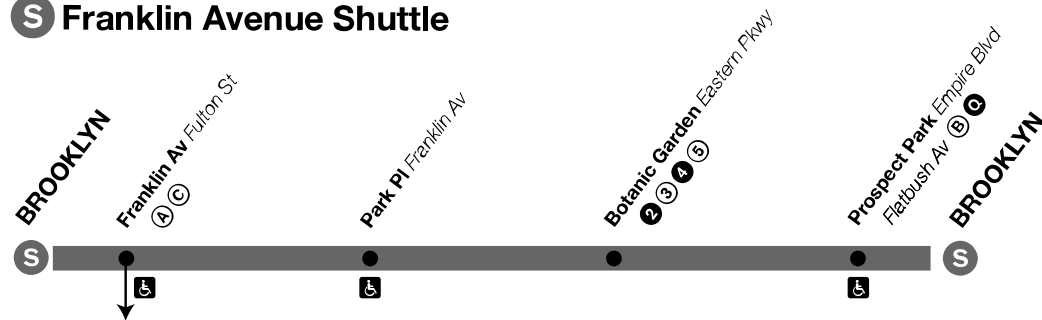 S Franklin Avenue Shuttle
BROOKLYN
Franklin Av Fulton St
A C
Park Pl Franklin Av
Botanic Garden Eastern Pkwy
2 3 4 5
Prospect Park Empire Blvd
Flatbush Av B Q
BROOKLYN
S
S